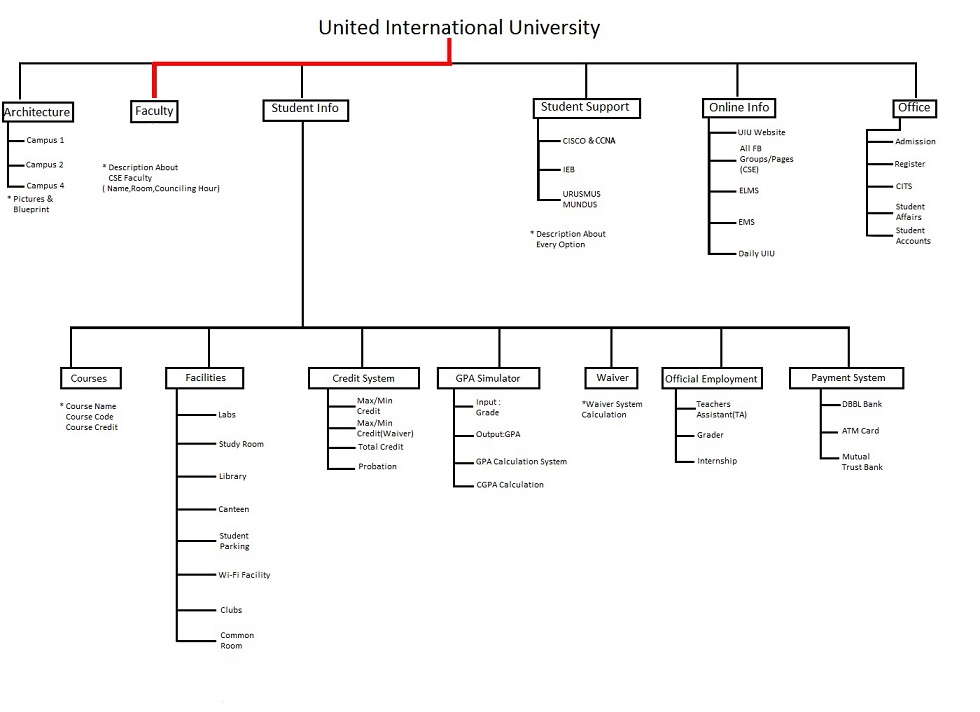 United International University
Architecture
Faculty
Student Info
Student Support
Online Info
Office
Campus 1
Campus 2
Campus 4
* Pictures &
Blueprint
* Description About
CSE Faculty
( Name,Room,Counciling Hour)
CISCO & CCNA
IEB
URUSMUS
MUNDUS
* Description About
Every Option
UIU Website
All FB
Groups/Pages
(CSE)
ELMS
EMS
Daily UIU
Admission
Register
CITS
Student
Affairs
Student
Accounts
Courses
Facilities
Credit System
GPA Simulator
Waiver
Official Employment
Payment System
* Course Name
Course Code
Course Credit
Labs
Study Room
Library
Canteen
Student
Parking
Wi-Fi Facility
Clubs
Common
Room
Max/Min
Credit
Max/Min
Credit(Waiver)
Total Credit
Probation
Input :
Grade
Output:GPA
GPA Calculation System
CGPA Calculation
*Waiver System
Calculation
Teachers
Assistant(TA)
Grader
Internship
DBBL Bank
ATM Card
Mutual
Trust Bank